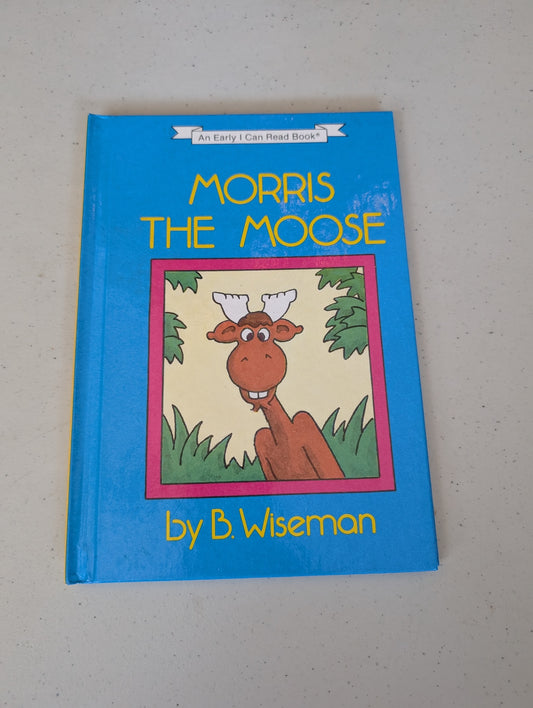 An Early I Can Read Book®
MORRIS
THE MOOSE
by B. Wiseman